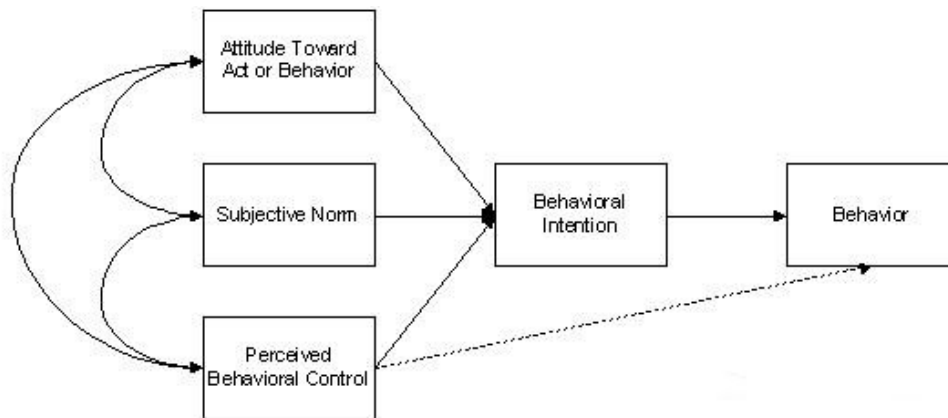 Attitude Toward
Act or Behavior
Subjective Norm
Behavioral
Intention
Behavior
Perceived
Behavioral Control